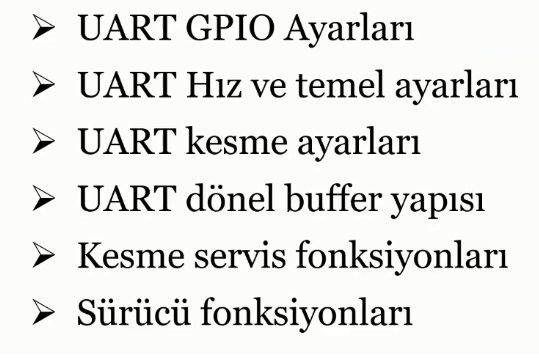 ➢ UART GPIO Ayarları
➢ UART Hız ve temel ayarları
➢ UART kesme ayarları
➢ UART dönel buffer yapısı
➢ Kesme servis fonksiyonları
➢ Sürücü fonksiyonları